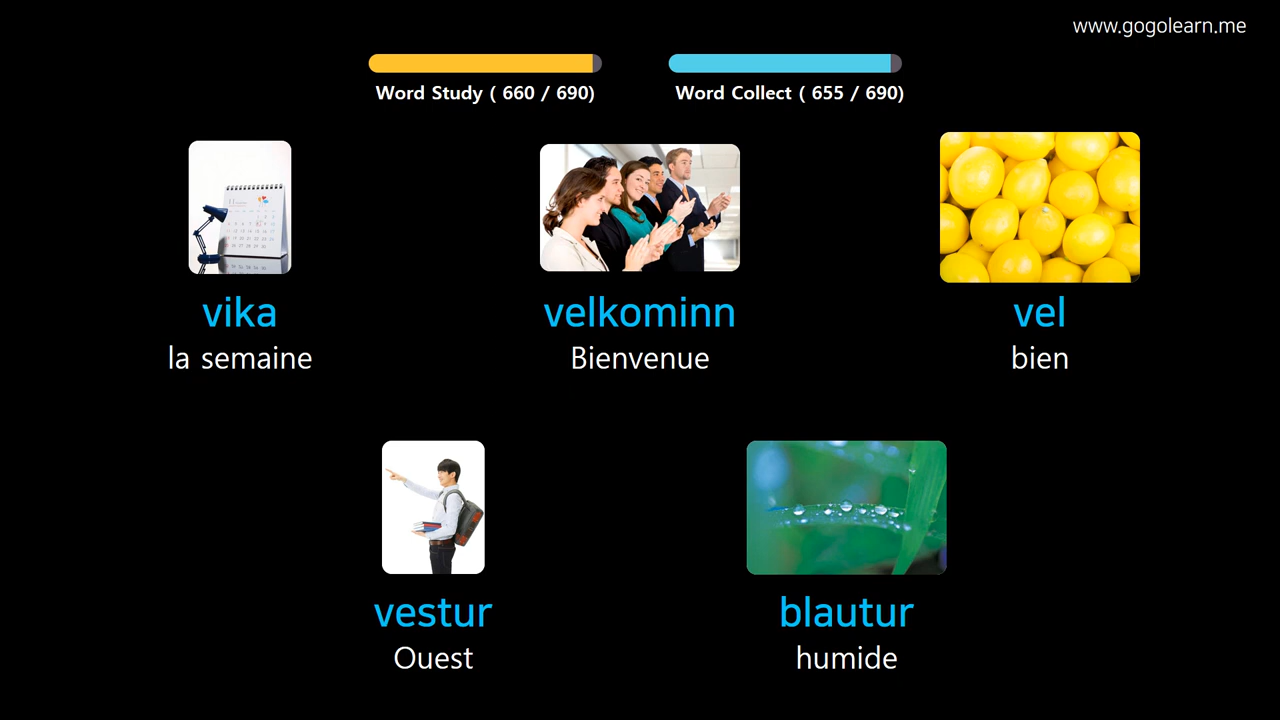 www.gogolearn.me
Word Study ( 660 / 690)
Word Collect ( 655 / 690)
vika
la semaine
velkominn
Bienvenue
vel
bien
vestur
Ouest
blautur
humide